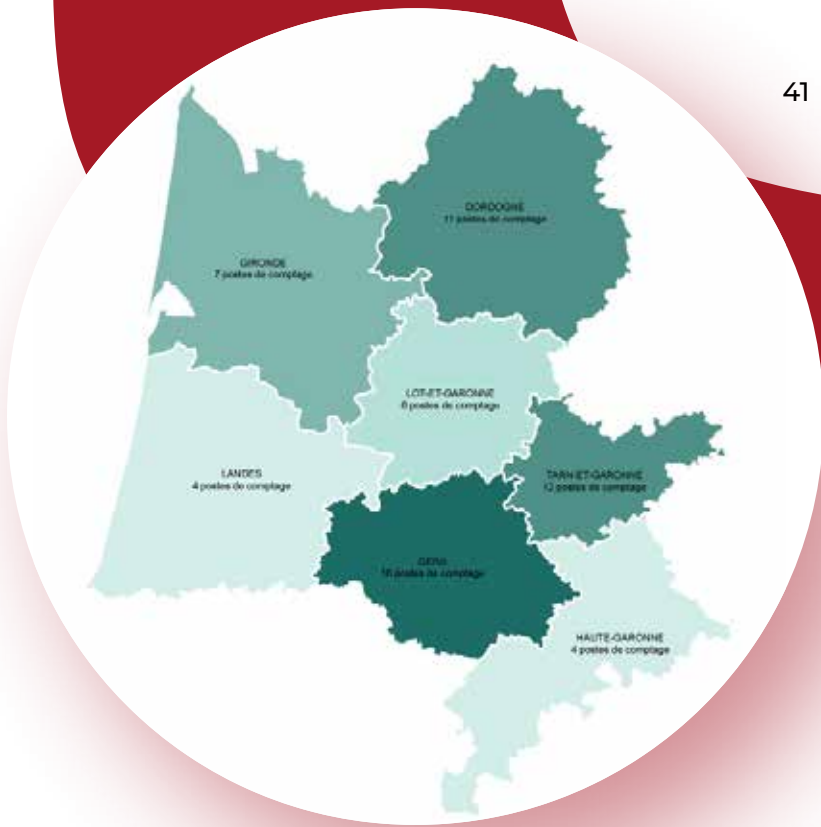 41
DORDOGNE
11 postes de comptage
GIRONDE
7 postes de comptage
LOT-ET-GARONNE
postes de comptage
LANDES
4 postes de comptage
TARN-ET-GARONNE
12 postes de comptage
GERS
postes de comptage
HAUTE-GARONNE
4 postes de comptage